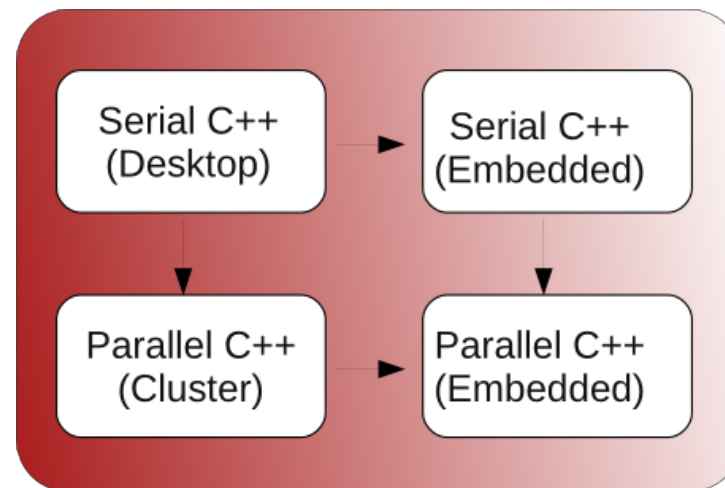 Serial C++
(Desktop)
Serial C++
(Embedded)
Parallel C++
(Cluster)
Parallel C++
(Embedded)